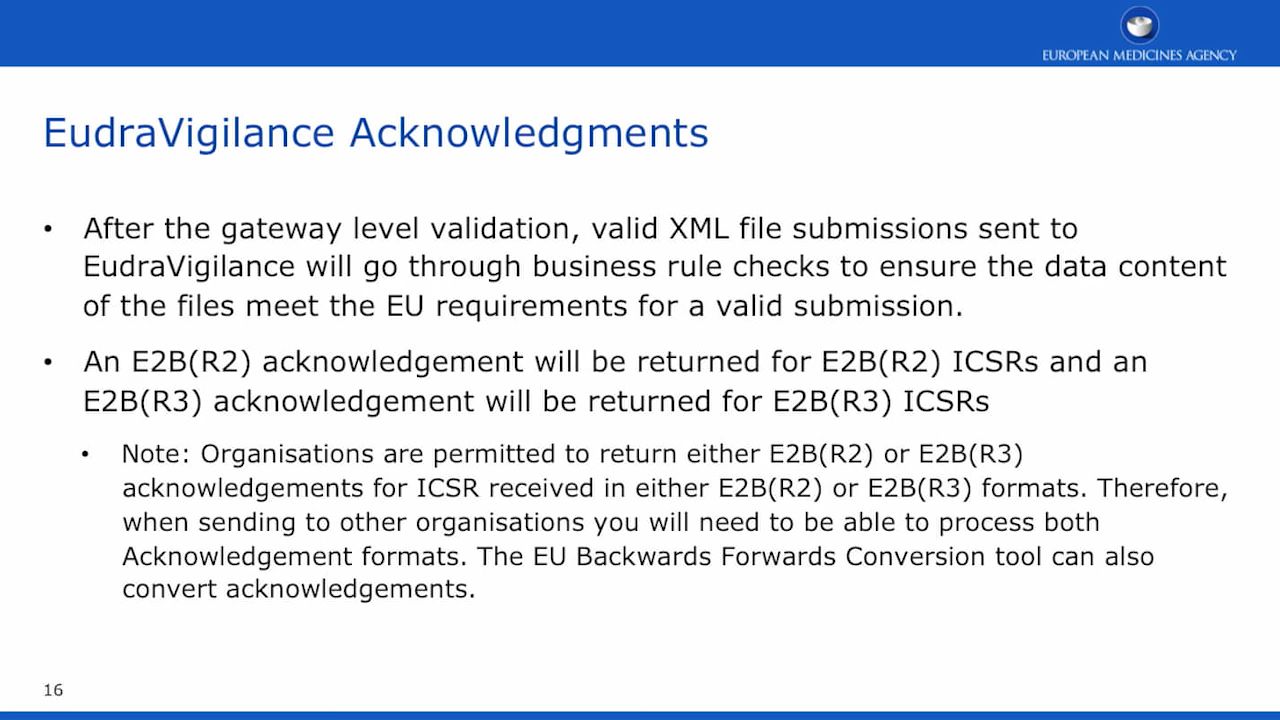 EUROPEAN MEDICINES AGENCY
EudraVigilance Acknowledgments
• After the gateway level validation, valid XML file submissions sent to
EudraVigilance will go through business rule checks to ensure the data content
of the files meet the EU requirements for a valid submission.
• An E2B(R2) acknowledgement will be returned for E2B(R2) ICSRs and an
E2B(R3) acknowledgement will be returned for E2B(R3) ICSRs
• Note: Organisations are permitted to return either E2B(R2) or E2B(R3)
acknowledgements for ICSR received in either E2B(R2) or E2B(R3) formats. Therefore,
when sending to other organisations you will need to be able to process both
Acknowledgement formats. The EU Backwards Forwards Conversion tool can also
convert acknowledgements.
16